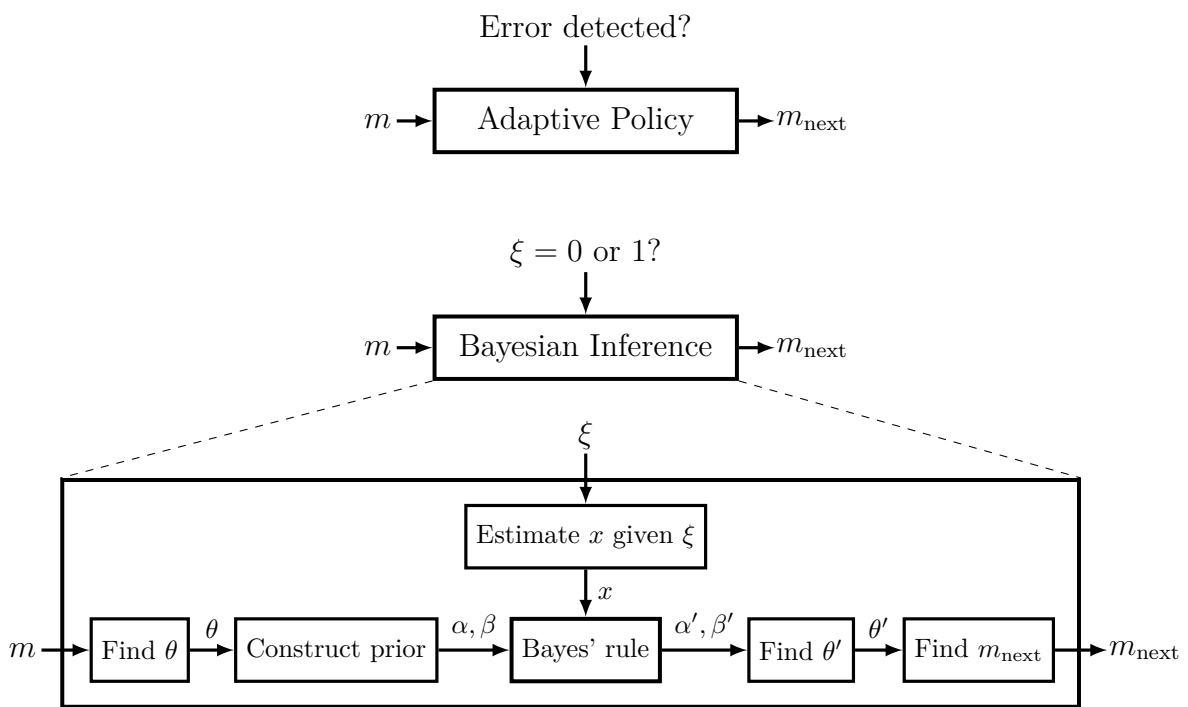 Error detected?
m Adaptive Policy m_next
ξ = 0 or 1?
m Bayesian Inference m_next
ξ
Estimate x given ξ
x
θ α, β α′, β′ θ′
m Find θ Construct prior Bayes' rule Find θ′ Find m_next m_next